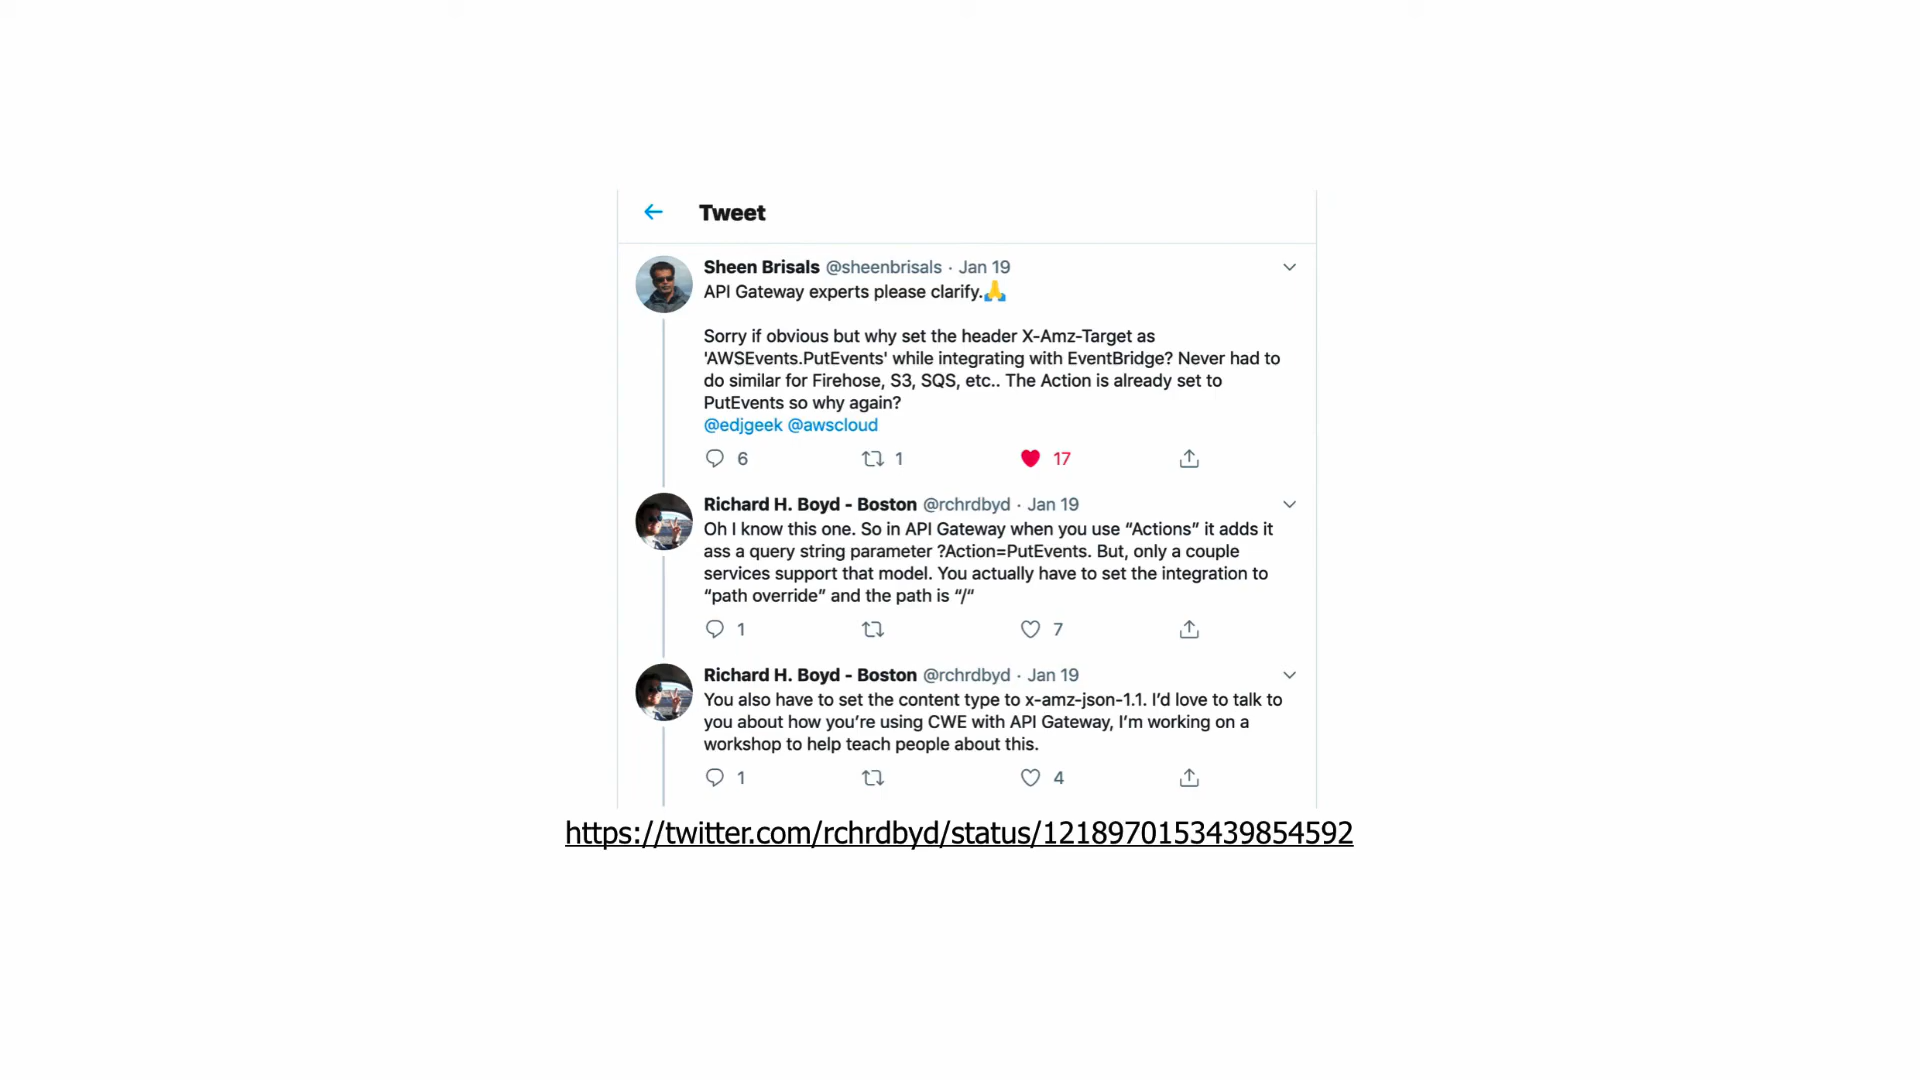 Tweet
Sheen Brisals @sheenbrisals · Jan 19
API Gateway experts please clarify.🙏
Sorry if obvious but why set the header X-Amz-Target as
'AWSEvents.PutEvents' while integrating with EventBridge? Never had to
do similar for Firehose, S3, SQS, etc.. The Action is already set to
PutEvents so why again?
@edjgeek @awscloud
6 1 17
Richard H. Boyd - Boston @rchrdbyd · Jan 19
Oh I know this one. So in API Gateway when you use “Actions” it adds it
ass a query string parameter ?Action=PutEvents. But, only a couple
services support that model. You actually have to set the integration to
“path override” and the path is “/“
1 7
Richard H. Boyd - Boston @rchrdbyd · Jan 19
You also have to set the content type to x-amz-json-1.1. I’d love to talk to
you about how you’re using CWE with API Gateway, I’m working on a
workshop to help teach people about this.
1 4
https://twitter.com/rchrdbyd/status/1218970153439854592